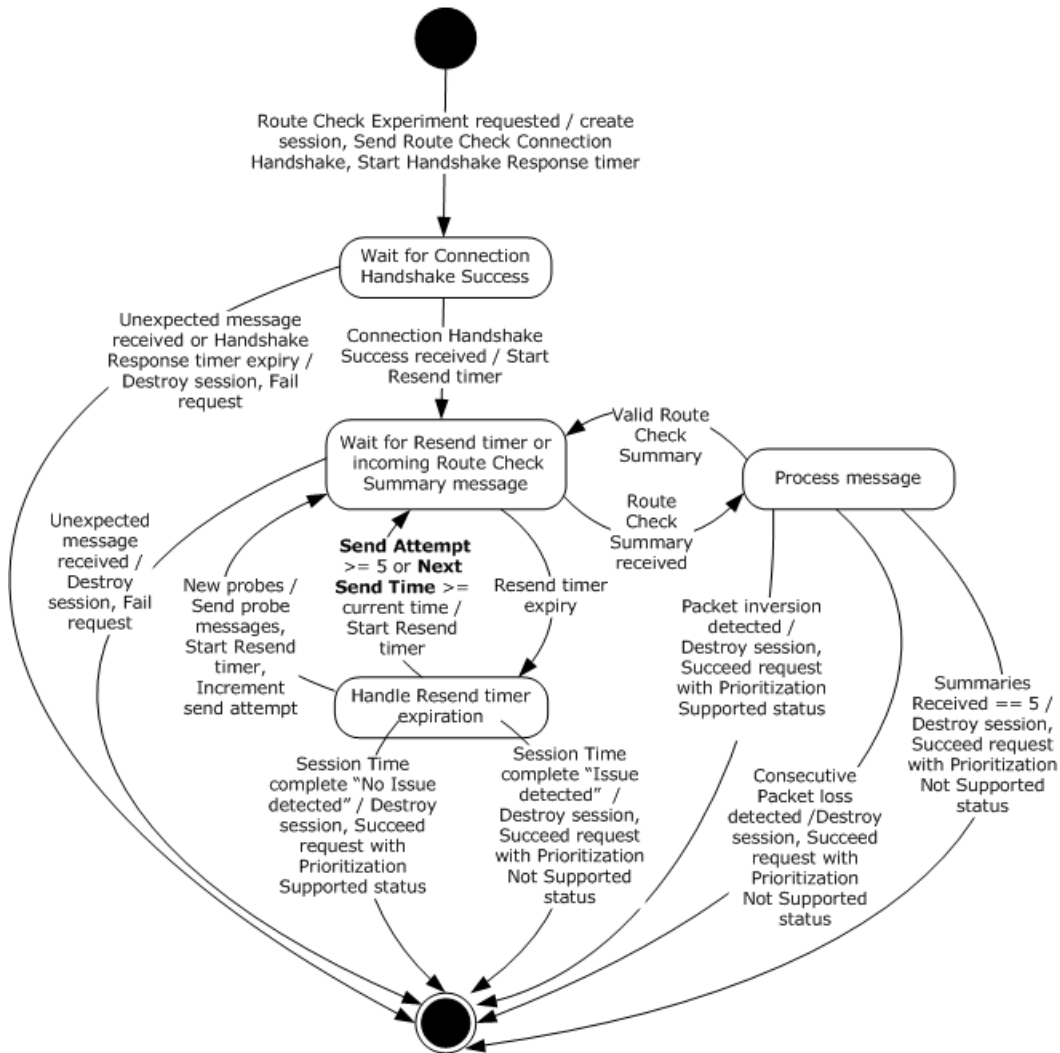 Route Check Experiment requested / create
session, Send Route Check Connection
Handshake, Start Handshake Response timer
Wait for Connection
Handshake Success
Unexpected message
received or Handshake
Response timer expiry /
Destroy session, Fail
request
Connection Handshake
Success received / Start
Resend timer
Wait for Resend timer or
incoming Route Check
Summary message
Valid Route
Check
Summary
Process message
Route
Check
Summary
received
Unexpected
message
received /
Destroy
session, Fail
request
New probes /
Send probe
messages,
Start Resend
timer,
Increment
send attempt
Send Attempt
>= 5 or Next
Send Time >=
current time /
Start Resend
timer
Resend timer
expiry
Handle Resend timer
expiration
Packet inversion
detected /
Destroy session,
Succeed request
with Prioritization
Supported status
Summaries
Received == 5 /
Destroy session,
Succeed request
with Prioritization
Not Supported
status
Session Time
complete “No Issue
detected” / Destroy
session, Succeed
request with
Prioritization
Supported status
Session Time
complete “Issue
detected” /
Destroy session,
Succeed request
with Prioritization
Not Supported
status
Consecutive
Packet loss
detected /Destroy
session, Succeed
request with
Prioritization
Not Supported
status